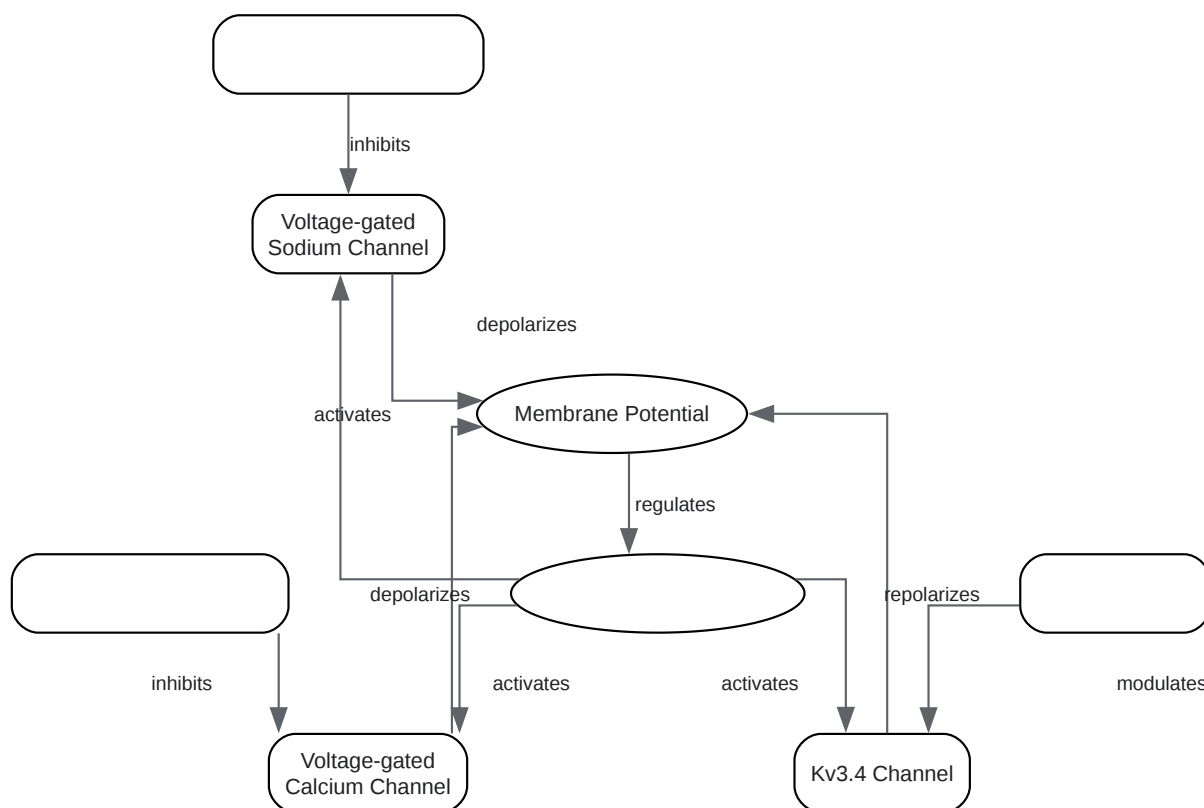 inhibits
Voltage-gated
Sodium Channel
depolarizes
activates
Membrane Potential
regulates
depolarizes
repolarizes
inhibits
activates
activates
modulates
Voltage-gated
Calcium Channel
Kv3.4 Channel